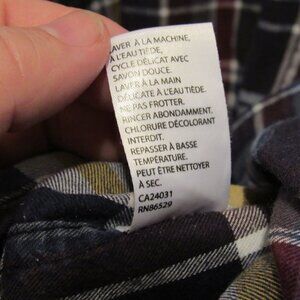 LAVER À LA MACHINE,
À L'EAU TIÈDE,
CYCLE DÉLICAT AVEC
SAVON DOUCE.
LAVER À LA MAIN
DÉLICATE À L'EAU TIÈDE.
NE PAS FROTTER.
RINCER ABONDAMMENT.
CHLORURE DÉCOLORANT
INTERDIT.
REPASSER À BASSE
TEMPÉRATURE.
PEUT ÊTRE NETTOYER
À SEC.
CA24031
RN86529